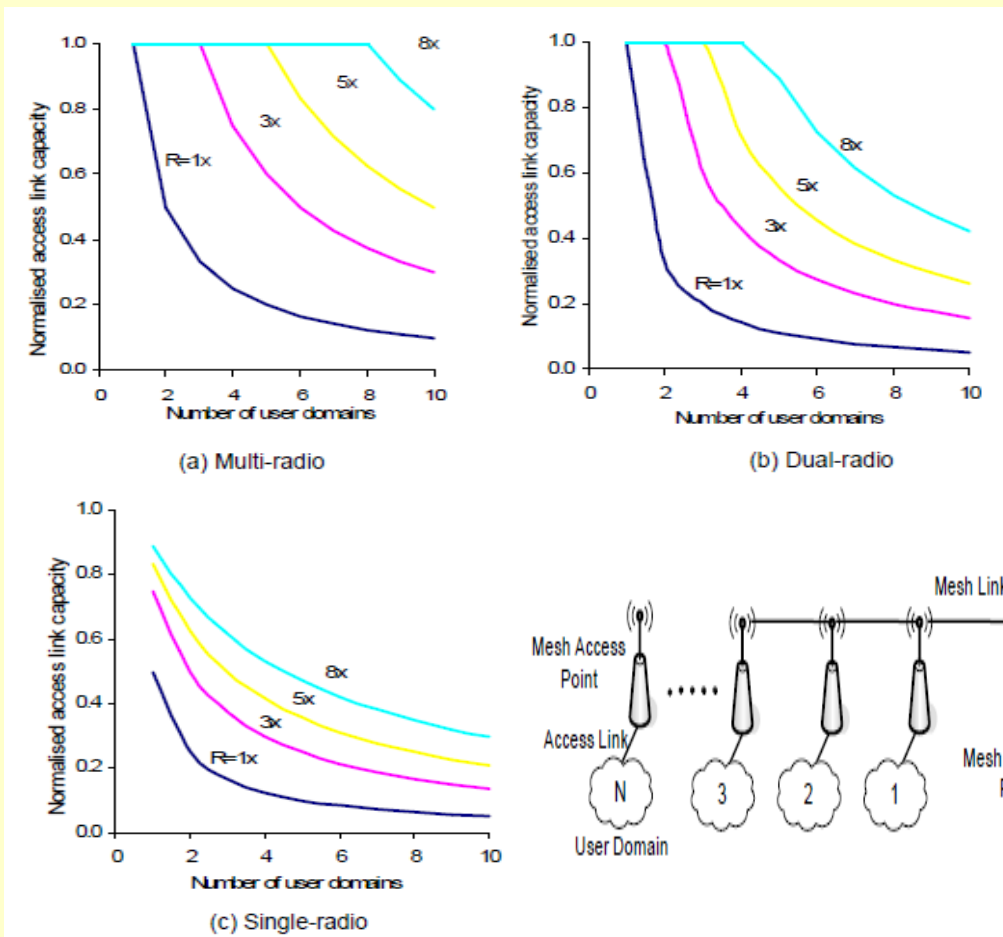 Normalised access link capacity
1.0
0.8
0.6
0.4
0.2
0.0
R=1x
3x
5x
8x
0 2 4 6 8 10
Number of user domains
(a) Multi-radio
Normalised access link capacity
1.0
0.8
0.6
0.4
0.2
0.0
R=1x
3x
5x
8x
0 2 4 6 8 10
Number of user domains
(b) Dual-radio
Normalised access link capacity
1.0
0.8
0.6
0.4
0.2
0.0
R=1x
3x
5x
8x
0 2 4 6 8 10
Number of user domains
(c) Single-radio
Mesh Link
Mesh Access
Point
Access Link
N
3
2
1
User Domain
Mesh